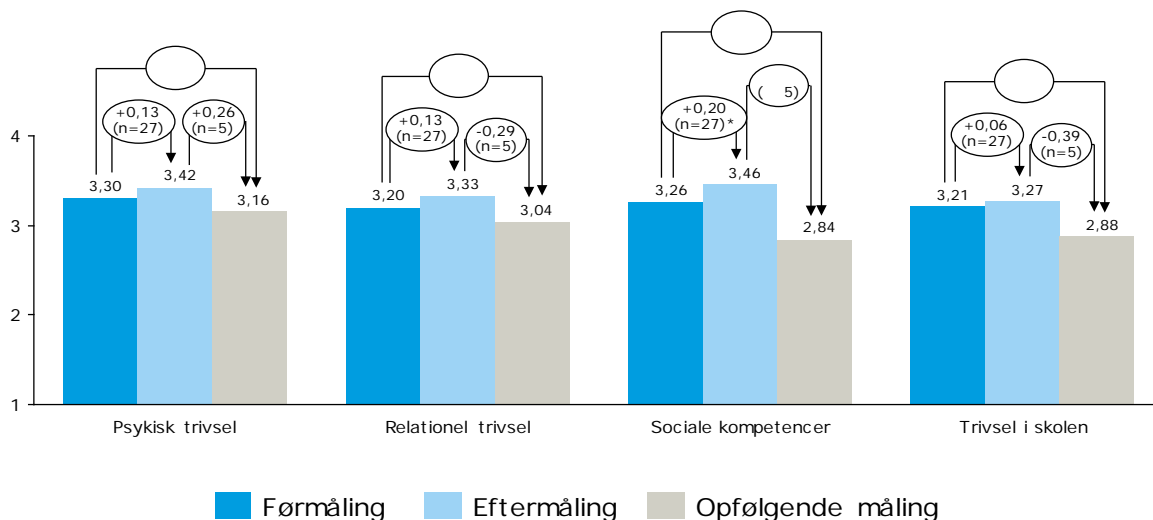 +0,13
(n=27)
+0,26
(n=5)
3,30
3,42
3,16
+0,13
(n=27)
-0,29
(n=5)
3,20
3,33
3,04
+0,20
(n=27)*
( 5)
3,26
3,46
2,84
+0,06
(n=27)
-0,39
(n=5)
3,21
3,27
2,88
4
3
2
1
Psykisk trivsel
Relationel trivsel
Sociale kompetencer
Trivsel i skolen
Førmåling
Eftermåling
Opfølgende måling